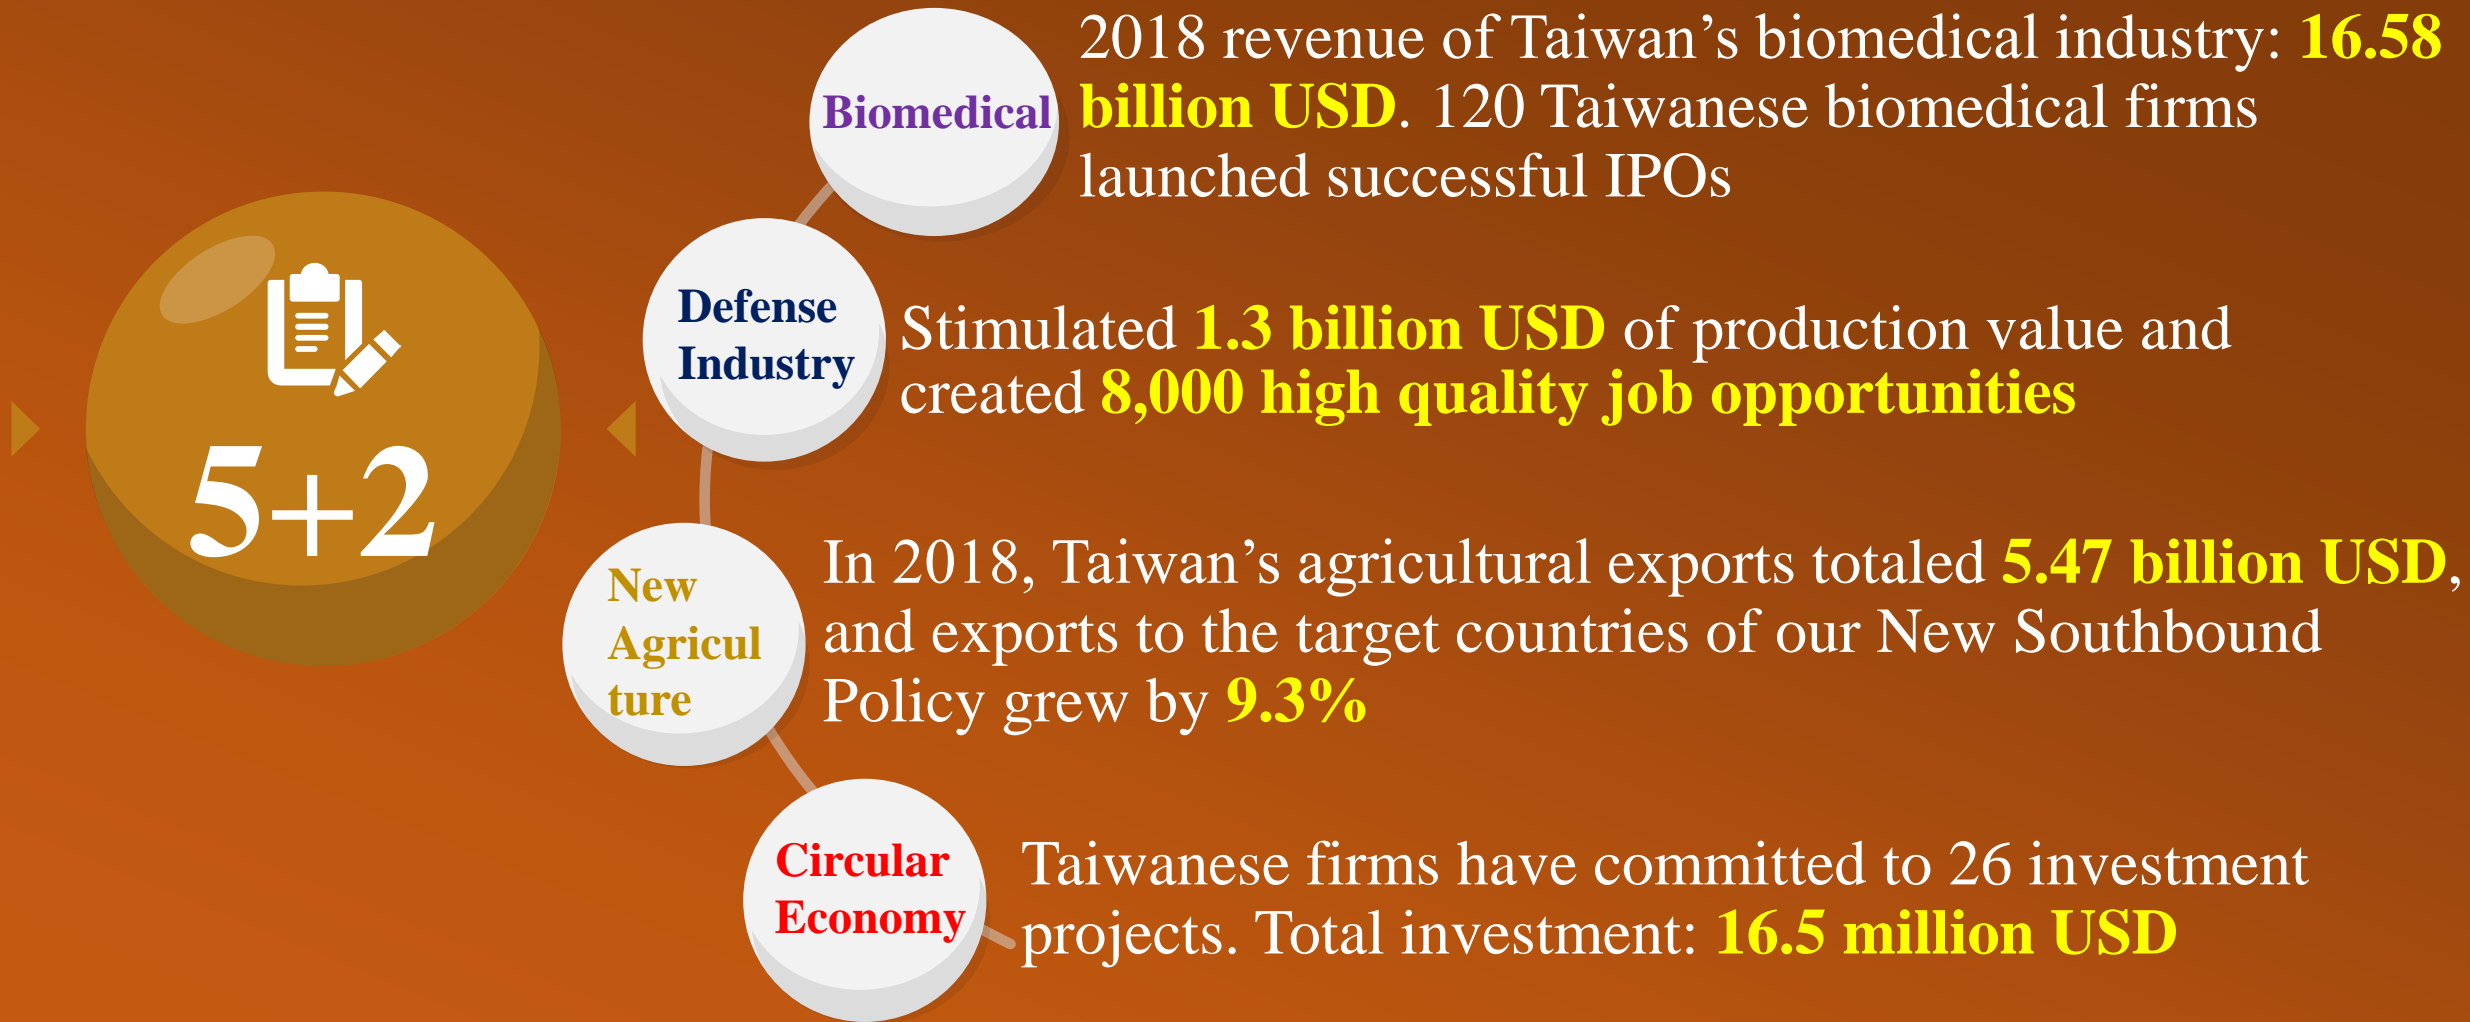 5+2
Biomedical
2018 revenue of Taiwan’s biomedical industry: 16.58
billion USD. 120 Taiwanese biomedical firms
launched successful IPOs
Defense
Industry
Stimulated 1.3 billion USD of production value and
created 8,000 high quality job opportunities
New
Agricul
ture
In 2018, Taiwan’s agricultural exports totaled 5.47 billion USD,
and exports to the target countries of our New Southbound
Policy grew by 9.3%
Circular
Economy
Taiwanese firms have committed to 26 investment
projects. Total investment: 16.5 million USD